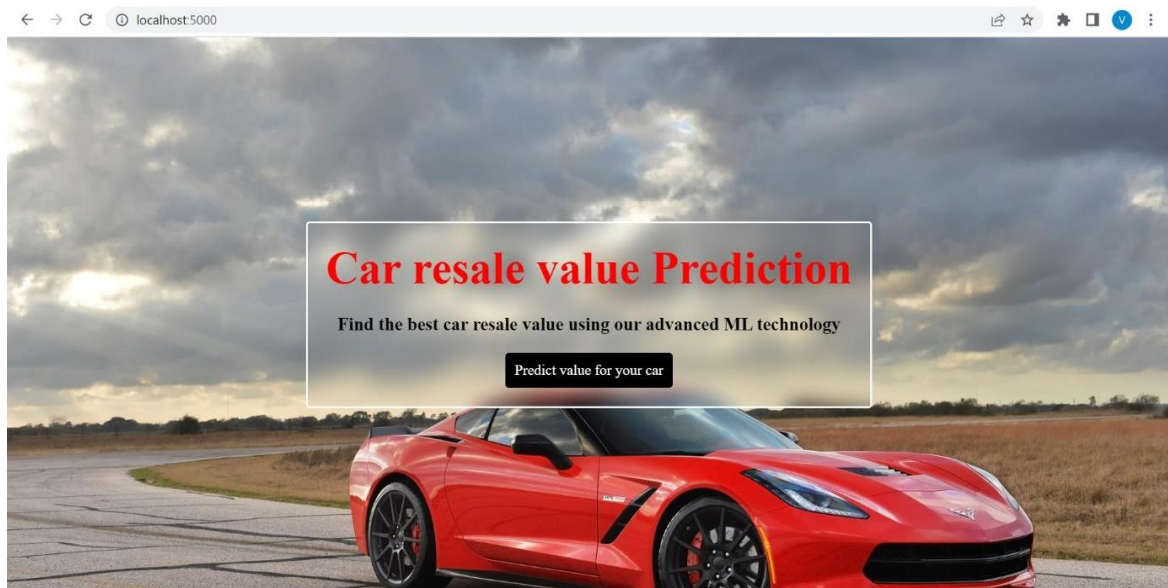 localhost:5000
V
Car resale value Prediction
Find the best car resale value using our advanced ML technology
Predict value for your car